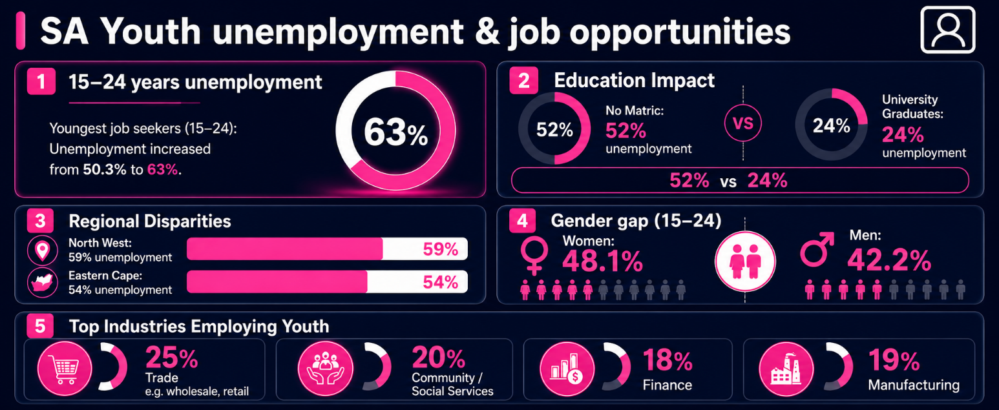 SA Youth unemployment & job opportunities
1
15–24 years unemployment
Youngest job seekers (15–24):
Unemployment increased
from 50.3% to 63%.
63%
2
Education Impact
52%
No Matric:
52%
unemployment
VS
24%
University
Graduates:
24%
unemployment
52% vs 24%
3
Regional Disparities
North West:
59% unemployment
59%
Eastern Cape:
54% unemployment
54%
4
Gender gap (15–24)
Women:
48.1%
Men:
42.2%
5
Top Industries Employing Youth
25%
Trade
e.g. wholesale, retail
20%
Community /
Social Services
$
18%
Finance
19%
Manufacturing